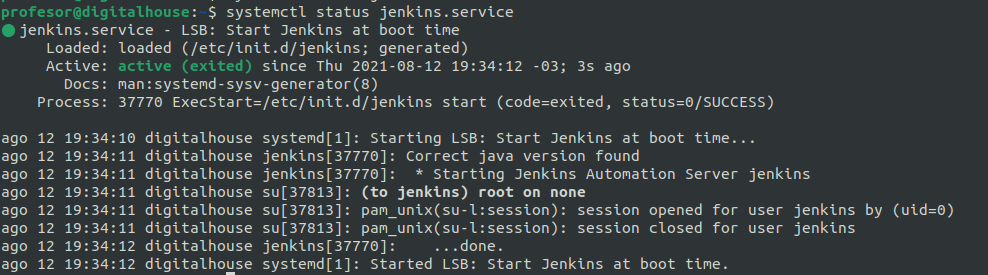 profesor@digitalhouse:~$ systemctl status jenkins.service
● jenkins.service - LSB: Start Jenkins at boot time
     Loaded: loaded (/etc/init.d/jenkins; generated)
     Active: active (exited) since Thu 2021-08-12 19:34:12 -03; 3s ago
       Docs: man:systemd-sysv-generator(8)
    Process: 37770 ExecStart=/etc/init.d/jenkins start (code=exited, status=0/SUCCESS)

ago 12 19:34:10 digitalhouse systemd[1]: Starting LSB: Start Jenkins at boot time...
ago 12 19:34:11 digitalhouse jenkins[37770]: Correct java version found
ago 12 19:34:11 digitalhouse jenkins[37770]:  * Starting Jenkins Automation Server jenkins
ago 12 19:34:11 digitalhouse su[37813]: (to jenkins) root on none
ago 12 19:34:11 digitalhouse su[37813]: pam_unix(su-l:session): session opened for user jenkins by (uid=0)
ago 12 19:34:11 digitalhouse su[37813]: pam_unix(su-l:session): session closed for user jenkins
ago 12 19:34:12 digitalhouse jenkins[37770]:    ...done.
ago 12 19:34:12 digitalhouse systemd[1]: Started LSB: Start Jenkins at boot time.